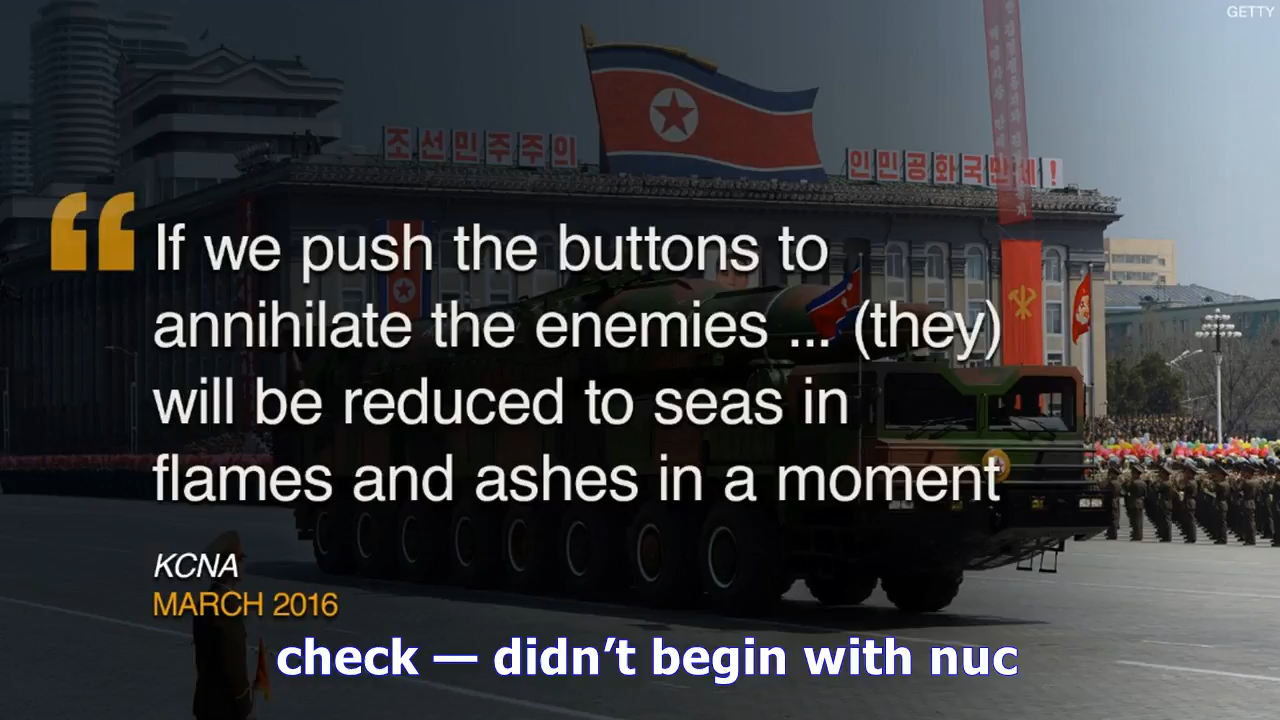 GETTY
조선민주주의
인민공화국만세!
“
If we push the buttons to
annihilate the enemies ... (they)
will be reduced to seas in
flames and ashes in a moment
KCNA
MARCH 2016
check — didn’t begin with nuc